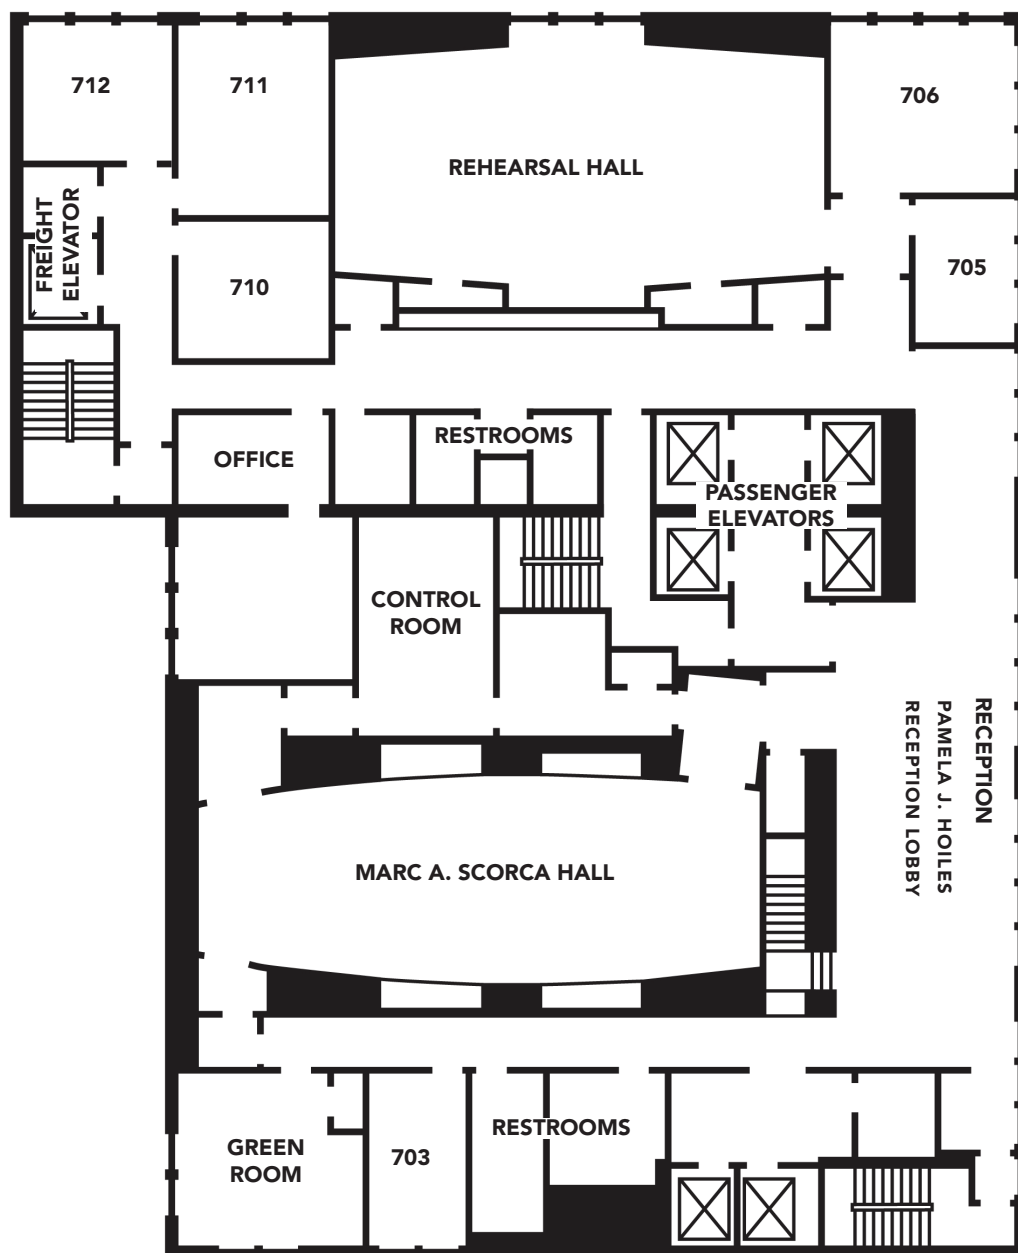 712
711
706
REHEARSAL HALL
FREIGHT
ELEVATOR
710
705
OFFICE
RESTROOMS
PASSENGER
ELEVATORS
CONTROL
ROOM
RECEPTION
PAMELA J. HOILES
RECEPTION LOBBY
MARC A. SCORCA HALL
GREEN
ROOM
703
RESTROOMS